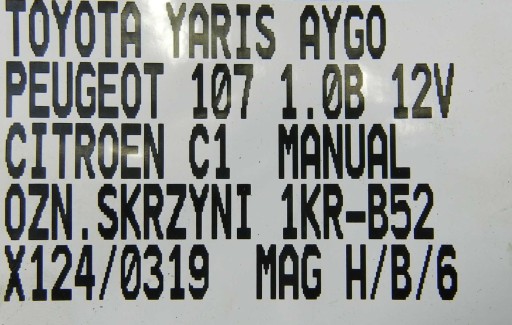 TOYOTA YARIS AYGO
PEUGEOT 107 1.0B 12V
CITROEN C1 MANUAL
OZN.SKRZYNI 1KR-B52
X124/0319 MAG H/B/6